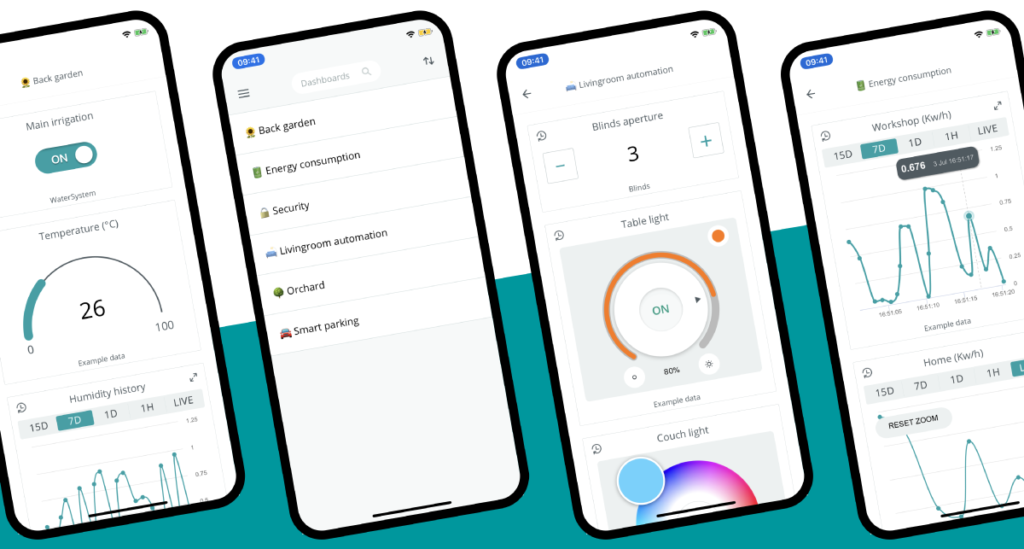 Back garden
Main irrigation
ON
WaterSystem
Temperature (°C)
26
0
100
Example data
Humidity history
15D 7D 1D 1H LIVE
1.25
1
0.75
09:41
Dashboards
Back garden
Energy consumption
Security
Livingroom automation
Orchard
Smart parking
09:41
Livingroom automation
Blinds aperture
− 3 +
Blinds
Table light
ON
80%
Example data
Couch light
09:41
Energy consumption
Workshop (Kw/h)
15D 7D 1D 1H LIVE
0.676 5 Jul 16:51:17
1.25
1
0.75
0.5
0.25
0
16:51:05 16:51:10 16:51:15 16:51:20
Example data
Home (Kw/h)
15D 7D 1D 1H
RESET ZOOM